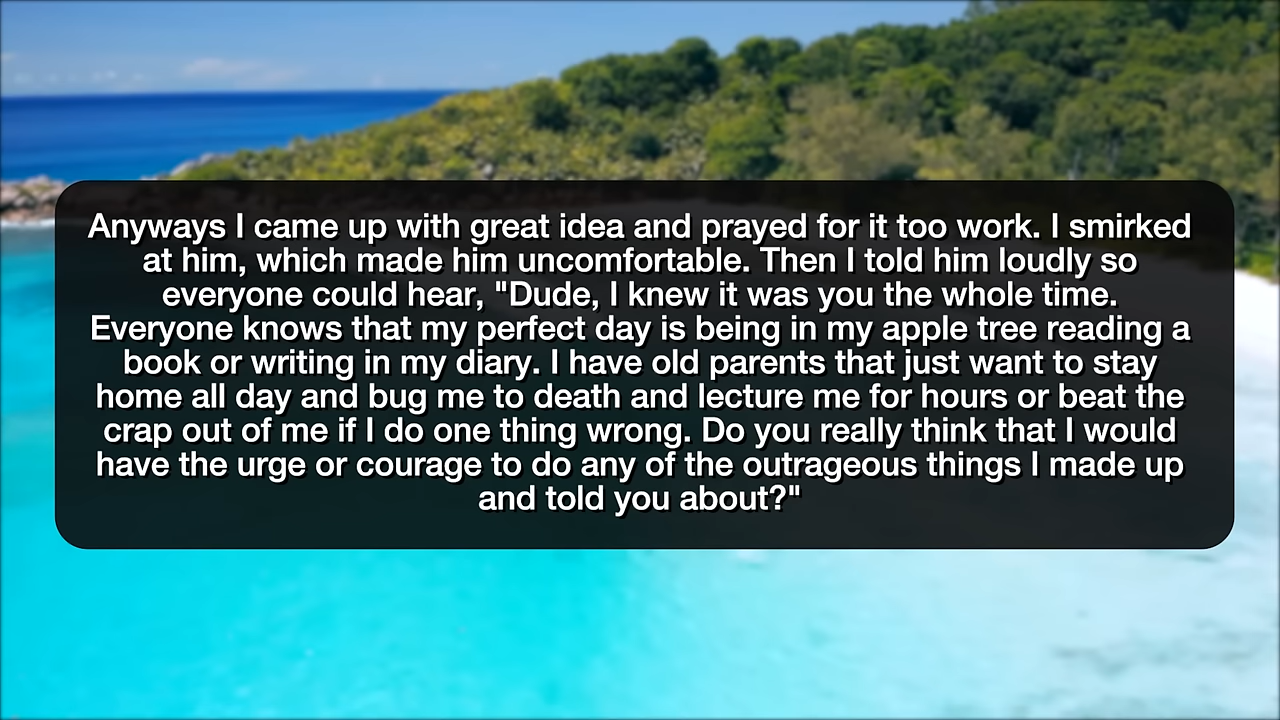 Anyways I came up with great idea and prayed for it too work. I smirked
at him, which made him uncomfortable. Then I told him loudly so
everyone could hear, "Dude, I knew it was you the whole time.
Everyone knows that my perfect day is being in my apple tree reading a
book or writing in my diary. I have old parents that just want to stay
home all day and bug me to death and lecture me for hours or beat the
crap out of me if I do one thing wrong. Do you really think that I would
have the urge or courage to do any of the outrageous things I made up
and told you about?"